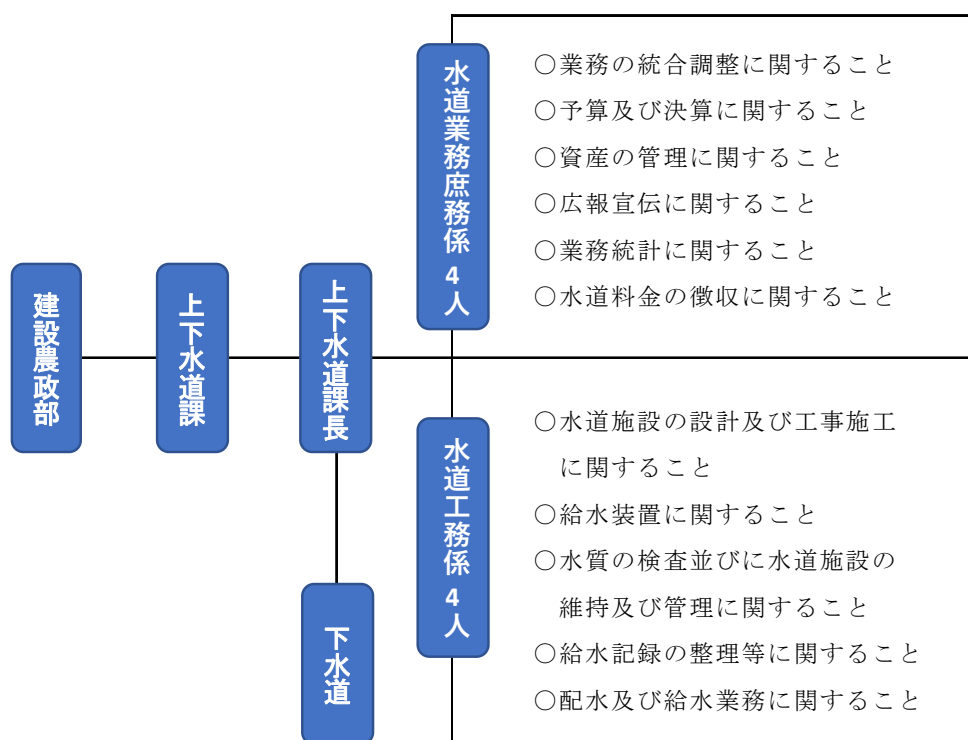 建設農政部
上下水道課
上下水道課長
下水道
水道業務庶務係 4人
○業務の統合調整に関すること
○予算及び決算に関すること
○資産の管理に関すること
○広報宣伝に関すること
○業務統計に関すること
○水道料金の徴収に関すること
水道工務係 4人
○水道施設の設計及び工事施工
に関すること
○給水装置に関すること
○水質の検査並びに水道施設の
維持及び管理に関すること
○給水記録の整理等に関すること
○配水及び給水業務に関すること